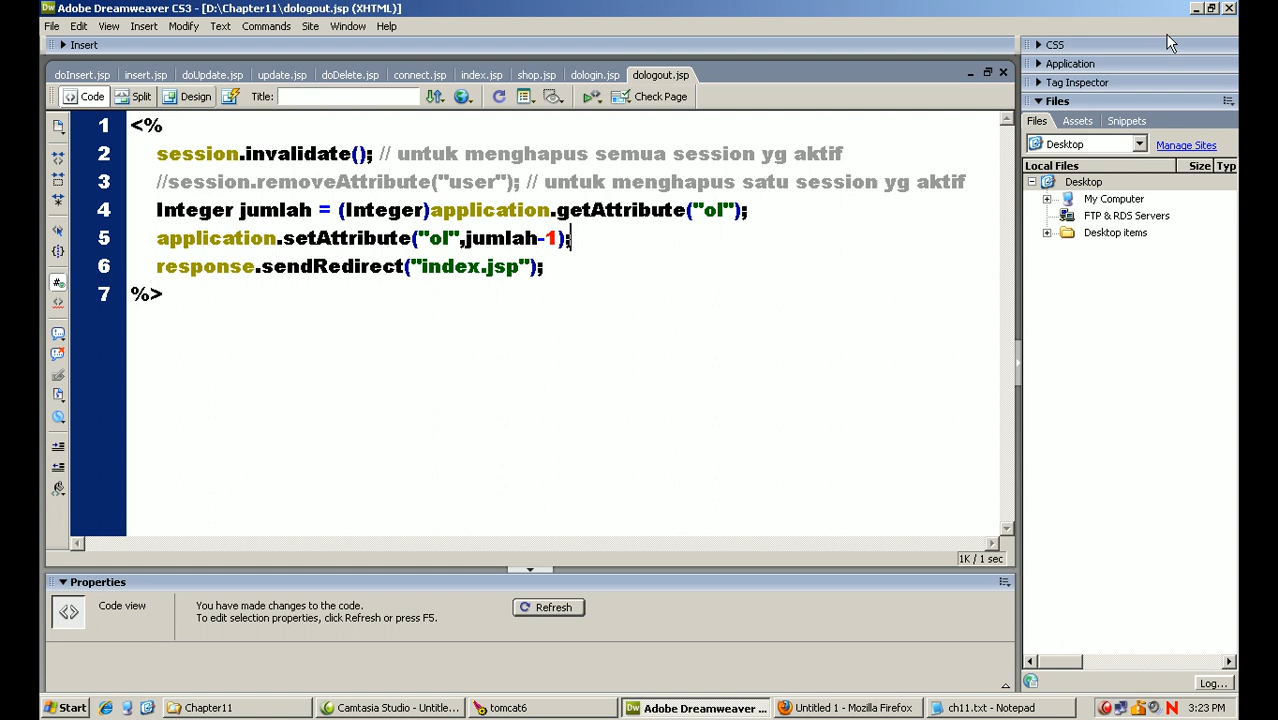 Adobe Dreamweaver CS3 - [D:\Chapter11\dologout.jsp (XHTML)]
File Edit View Insert Modify Text Commands Site Window Help
Insert
CSS
Application
Tag Inspector
Files
doInsert.jsp insert.jsp doUpdate.jsp update.jsp doDelete.jsp connect.jsp index.jsp shop.jsp dologin.jsp dologout.jsp
Code Split Design Title: Check Page
Files Assets Snippets
Desktop Manage Sites
Local Files Size Typ
Desktop
My Computer
FTP & RDS Servers
Desktop items
1 <%
2 session.invalidate(); // untuk menghapus semua session yg aktif
3 //session.removeAttribute("user"); // untuk menghapus satu session yg aktif
4 Integer jumlah = (Integer)application.getAttribute("ol");
5 application.setAttribute("ol",jumlah-1);
6 response.sendRedirect("index.jsp");
7 %>
1K / 1 sec
Properties
Code view
You have made changes to the code.
To edit selection properties, click Refresh or press F5.
Refresh
Log...
Start Chapter11 Camtasia Studio - Untitle... tomcat6 Adobe Dreamweaver ... Untitled 1 - Mozilla Firefox ch11.txt - Notepad 3:23 PM